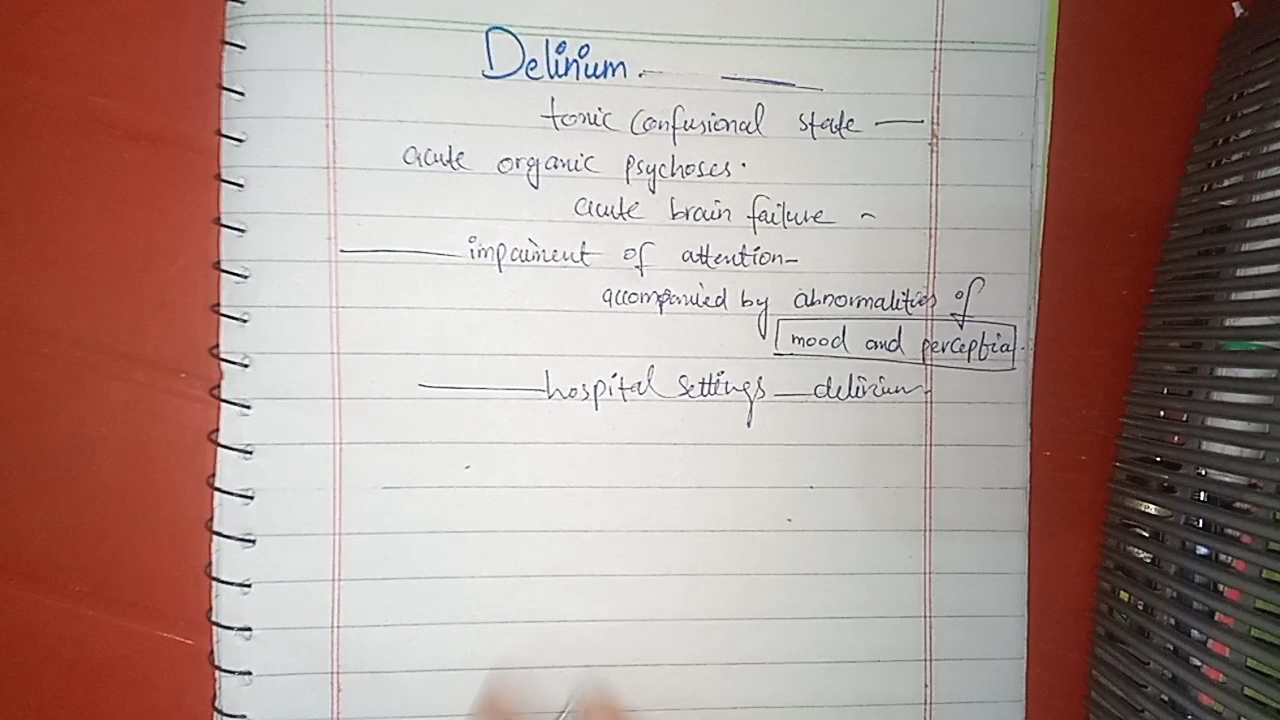 Delirium.
toxic confusional state —
acute organic psychoses.
acute brain failure -
impairment of attention-
accompanied by abnormalities of
mood and perception.
hospital settings — delirium